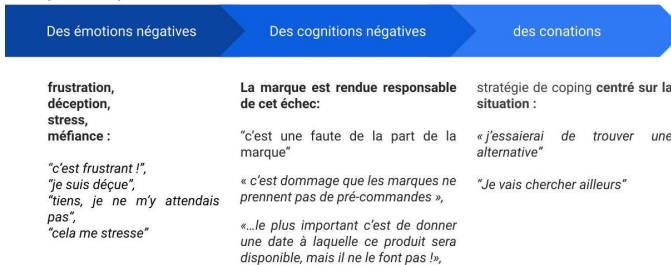 Des émotions négatives
Des cognitions négatives
des conations
frustration,
déception,
stress,
méfiance :
“c’est frustrant !”,
“je suis déçue”,
“tiens, je ne m’y attendais
pas”,
“cela me stresse”
La marque est rendue responsable
de cet échec:
“c’est une faute de la part de la
marque”
« c’est dommage que les marques ne
prennent pas de pré-commandes »,
«…le plus important c’est de donner
une date à laquelle ce produit sera
disponible, mais il ne le font pas !»,
stratégie de coping centré sur la
situation :
« j’essaierai de trouver une
alternative”
“Je vais chercher ailleurs”